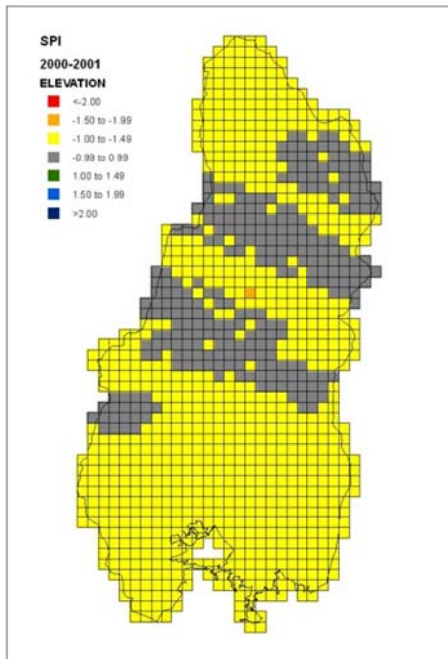 SPI
2000-2001
ELEVATION
<-2.00
-1.50 to -1.99
-1.00 to -1.49
-0.99 to 0.99
1.00 to 1.49
1.50 to 1.99
>2.00